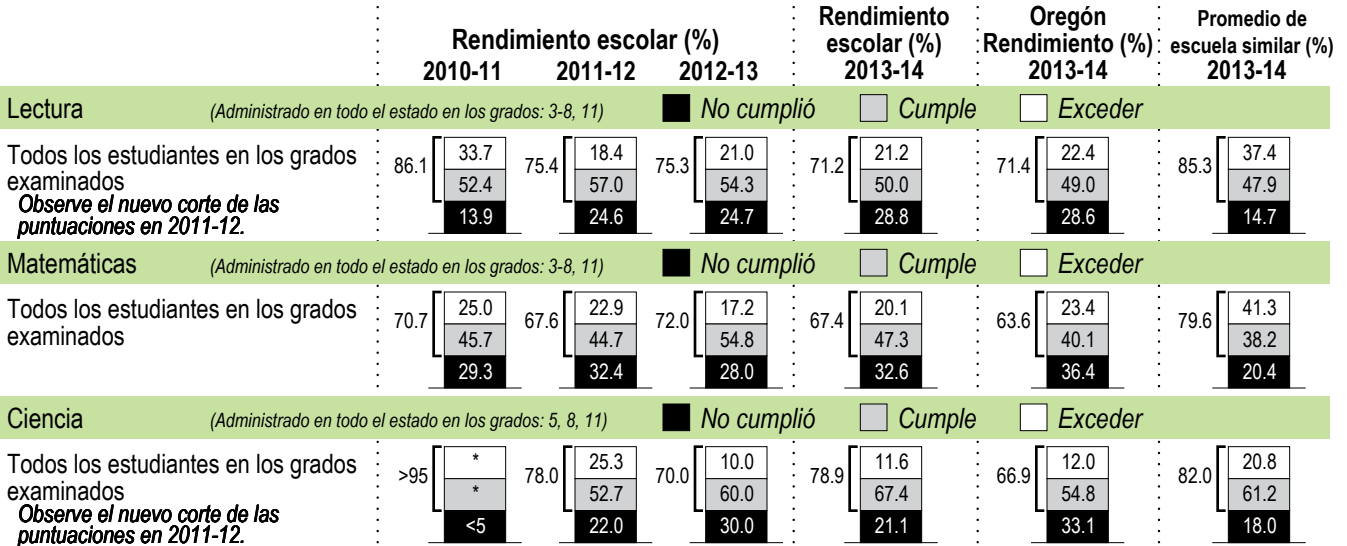 Rendimiento escolar (%)
2010-11 2011-12 2012-13
Rendimiento
escolar (%)
2013-14
Oregón
Rendimiento (%)
2013-14
Promedio de
escuela similar (%)
2013-14
Lectura (Administrado en todo el estado en los grados: 3-8, 11) No cumplió Cumple Exceder
Todos los estudiantes en los grados
examinados
Observe el nuevo corte de las
puntuaciones en 2011-12.
86.1 33.7 52.4 13.9
75.4 18.4 57.0 24.6
75.3 21.0 54.3 24.7
71.2 21.2 50.0 28.8
71.4 22.4 49.0 28.6
85.3 37.4 47.9 14.7
Matemáticas (Administrado en todo el estado en los grados: 3-8, 11) No cumplió Cumple Exceder
Todos los estudiantes en los grados
examinados
70.7 25.0 45.7 29.3
67.6 22.9 44.7 32.4
72.0 17.2 54.8 28.0
67.4 20.1 47.3 32.6
63.6 23.4 40.1 36.4
79.6 41.3 38.2 20.4
Ciencia (Administrado en todo el estado en los grados: 5, 8, 11) No cumplió Cumple Exceder
Todos los estudiantes en los grados
examinados
Observe el nuevo corte de las
puntuaciones en 2011-12.
>95 * * <5
78.0 25.3 52.7 22.0
70.0 10.0 60.0 30.0
78.9 11.6 67.4 21.1
66.9 12.0 54.8 33.1
82.0 20.8 61.2 18.0